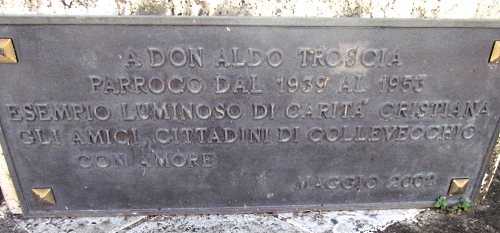 A DON ALDO TROSCIA
PARROCO DAL 1939 AL 1953
ESEMPIO LUMINOSO DI CARITA' CRISTIANA
GLI AMICI, CITTADINI DI COLLEVECCHIO
CON AMORE
MAGGIO 2002